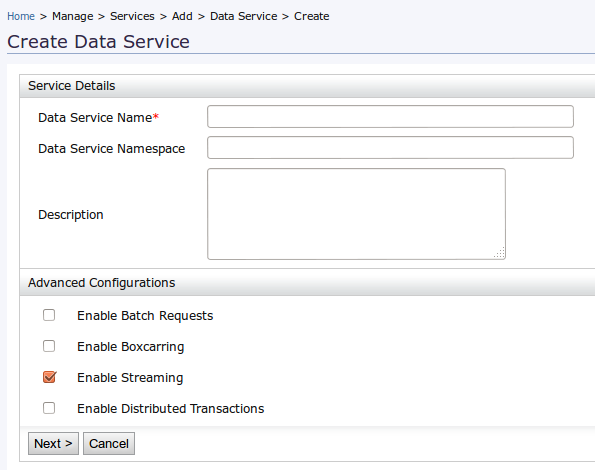 Home > Manage > Services > Add > Data Service > Create
Create Data Service
Service Details
Data Service Name*
Data Service Namespace
Description
Advanced Configurations
Enable Batch Requests
Enable Boxcarring
Enable Streaming
Enable Distributed Transactions
Next > Cancel